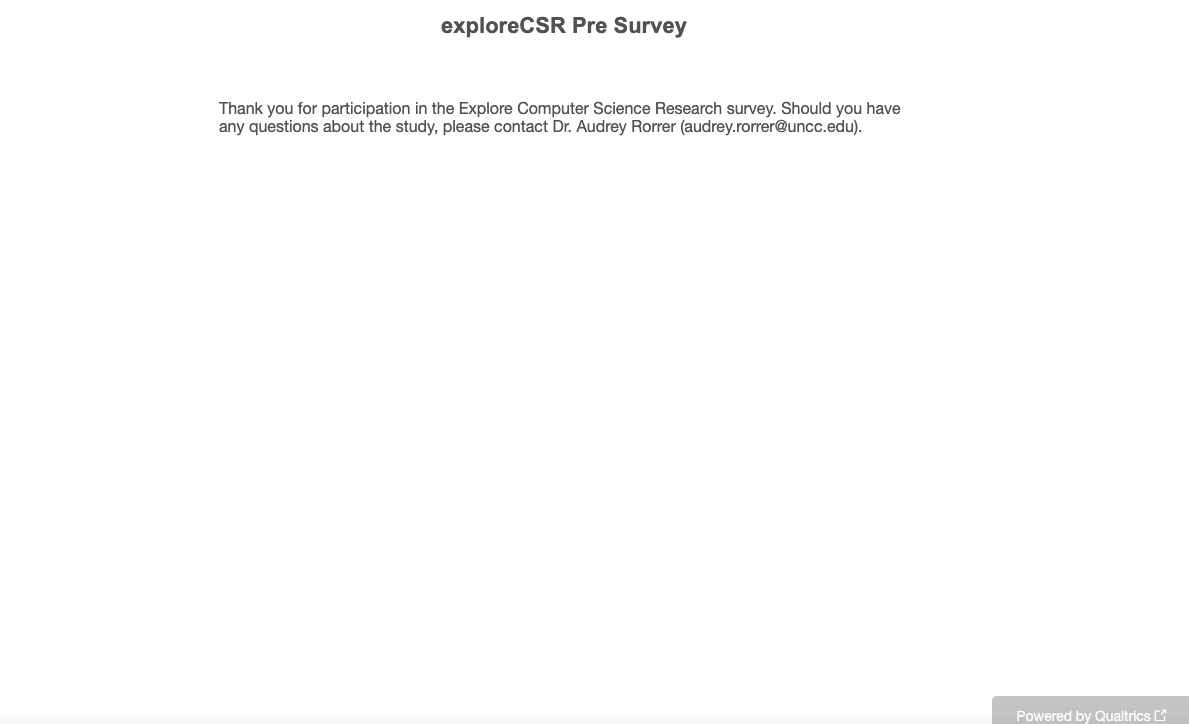 exploreCSR Pre Survey
Thank you for participation in the Explore Computer Science Research survey. Should you have
any questions about the study, please contact Dr. Audrey Rorrer (audrey.rorrer@uncc.edu).
Powered by Qualtrics